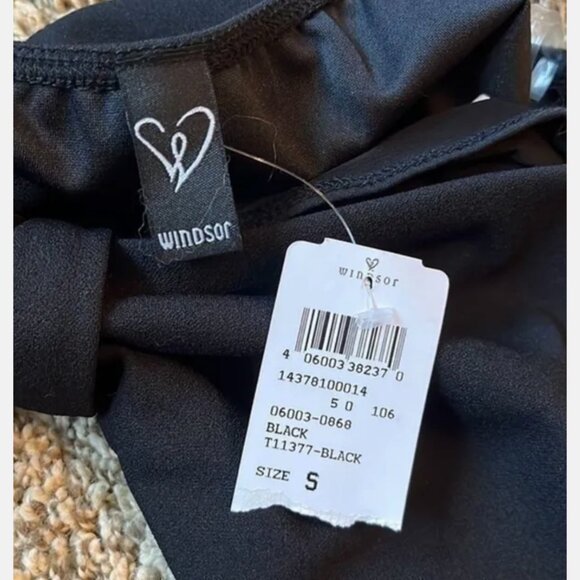 WINDSOR
windsor
4 06003 38237 0
14378100014
5 0 106
06003-0868
BLACK
T11377-BLACK
SIZE S